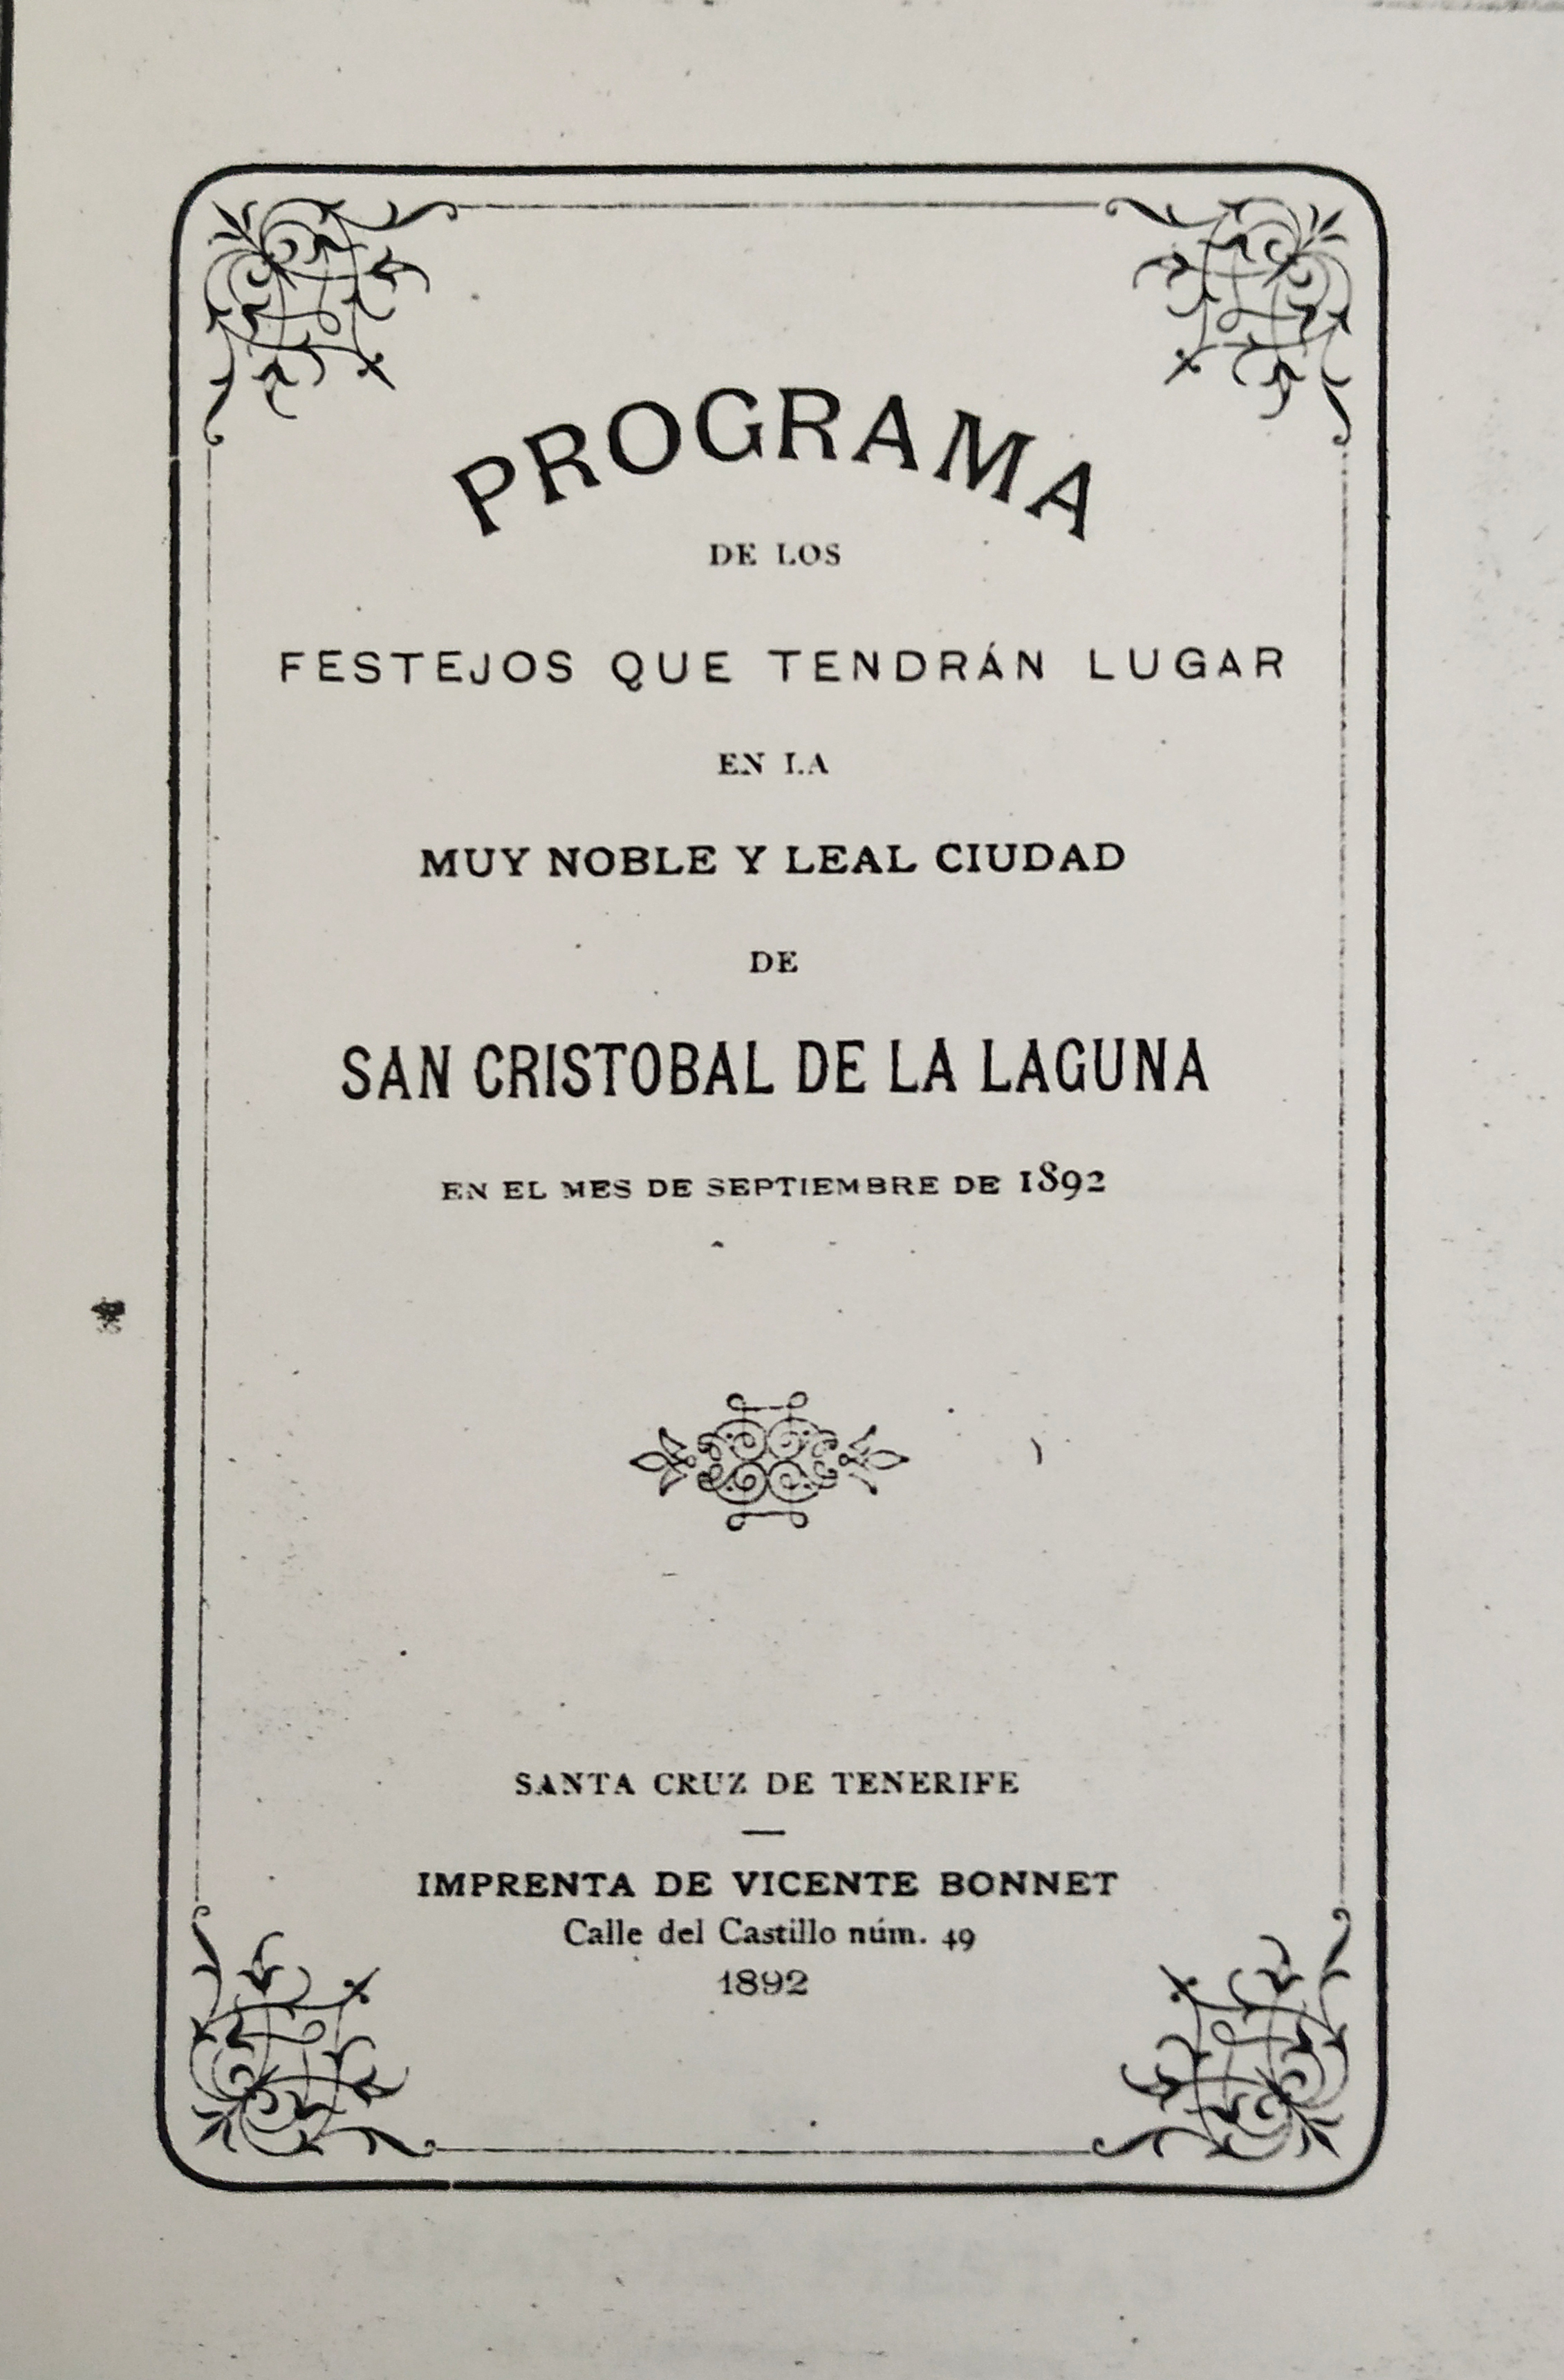 PROGRAMA
DE LOS
FESTEJOS QUE TENDRÁN LUGAR
EN LA
MUY NOBLE Y LEAL CIUDAD
DE
SAN CRISTOBAL DE LA LAGUNA
EN EL MES DE SEPTIEMBRE DE 1892
SANTA CRUZ DE TENERIFE
IMPRENTA DE VICENTE BONNET
Calle del Castillo núm. 49
1892